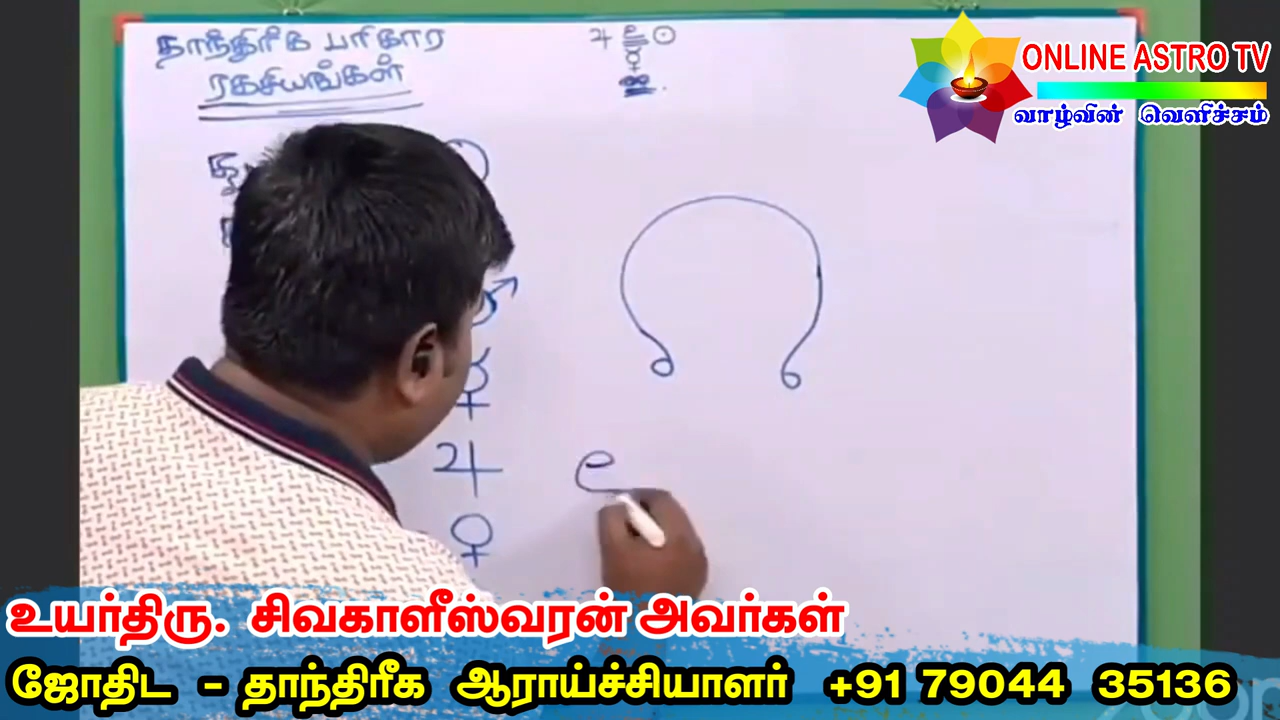 தாந்திரீக பரிகார
ரகசியங்கள்
ONLINE ASTRO TV
வாழ்வின் வெளிச்சம்
♂
☿
♃
♀
உயர்திரு. சிவகாளீஸ்வரன் அவர்கள்
ஜோதிட - தாந்திரீக ஆராய்ச்சியாளர் +91 79044 35136